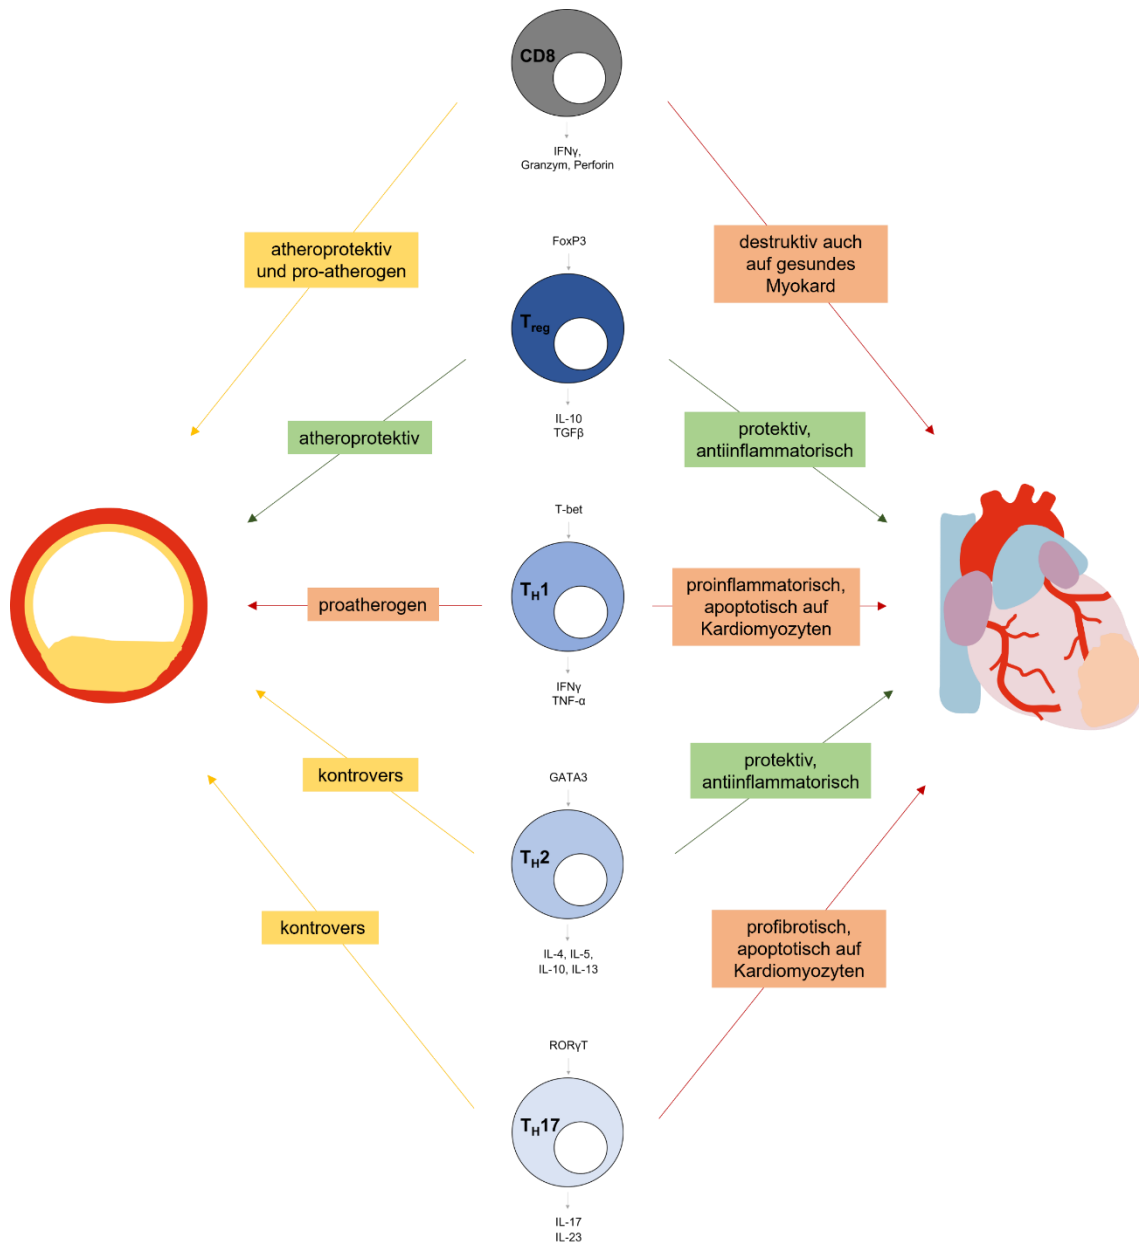 CD8
IFNγ,
Granzym, Perforin
atheroprotektiv
und pro-atherogen
destruktiv auch
auf gesundes
Myokard
FoxP3
Treg
IL-10
TGFβ
atheroprotektiv
protektiv,
antiinflammatorisch
T-bet
TH1
IFNγ
TNF-α
proatherogen
proinflammatorisch,
apoptotisch auf
Kardiomyozyten
GATA3
TH2
IL-4, IL-5,
IL-10, IL-13
kontrovers
protektiv,
antiinflammatorisch
RORγT
TH17
IL-17
IL-23
kontrovers
profibrotisch,
apoptotisch auf
Kardiomyozyten